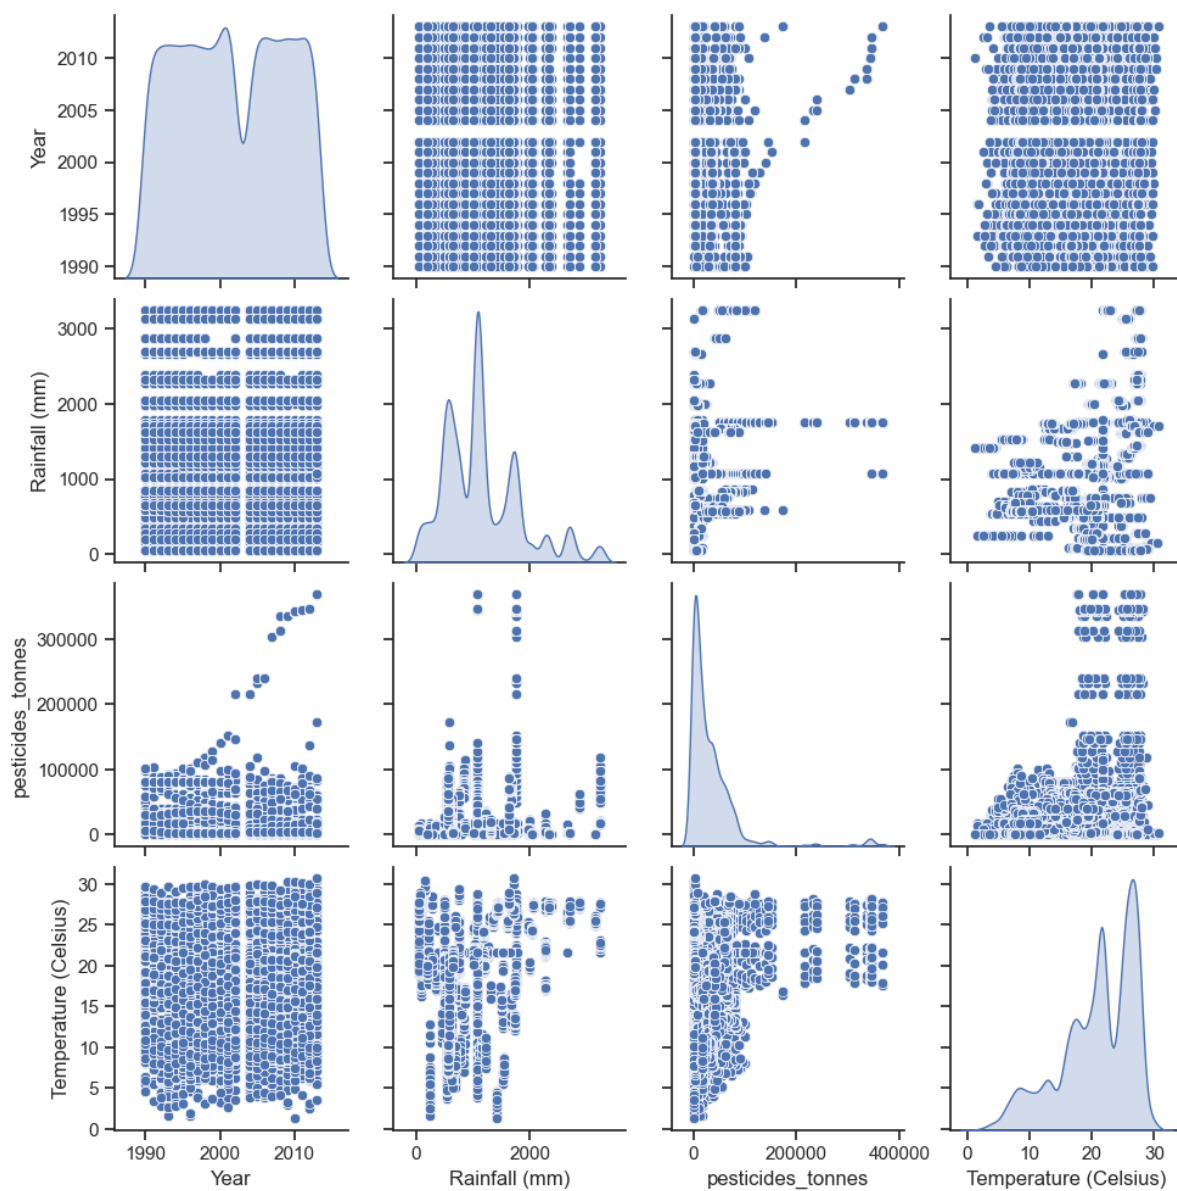 2010
2005
2000
1995
1990
Year
3000
2000
1000
0
Rainfall (mm)
300000
200000
100000
0
pesticides_tonnes
30
25
20
15
10
5
0
Temperature (Celsius)
1990 2000 2010
Year
0 2000
Rainfall (mm)
0 200000 400000
pesticides_tonnes
0 10 20 30
Temperature (Celsius)